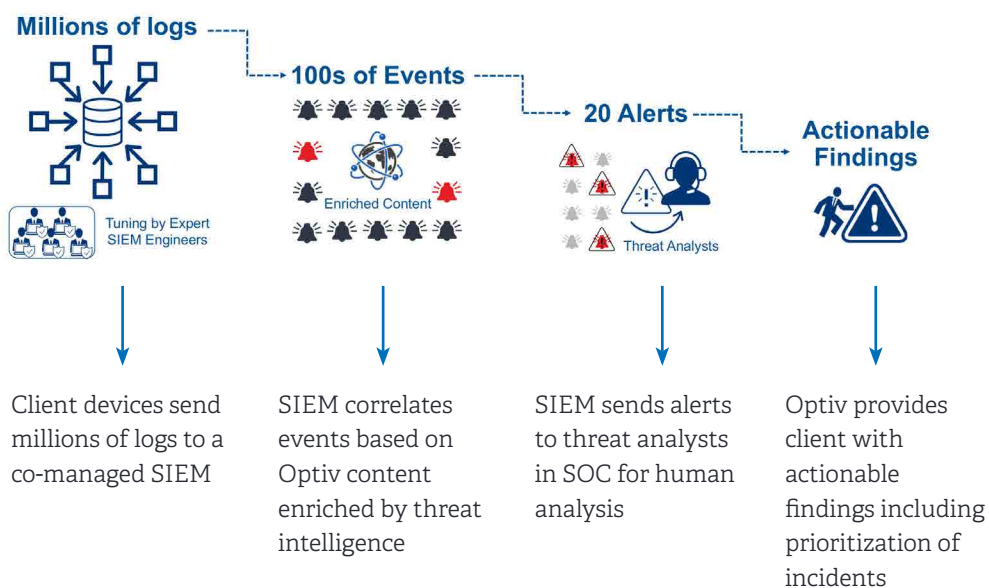 Millions of logs
100s of Events
20 Alerts
Actionable
Findings
Enriched Content
Tuning by Expert
SIEM Engineers
Threat Analysts
Client devices send
millions of logs to a
co-managed SIEM
SIEM correlates
events based on
Optiv content
enriched by threat
intelligence
SIEM sends alerts
to threat analysts
in SOC for human
analysis
Optiv provides
client with
actionable
findings including
prioritization of
incidents